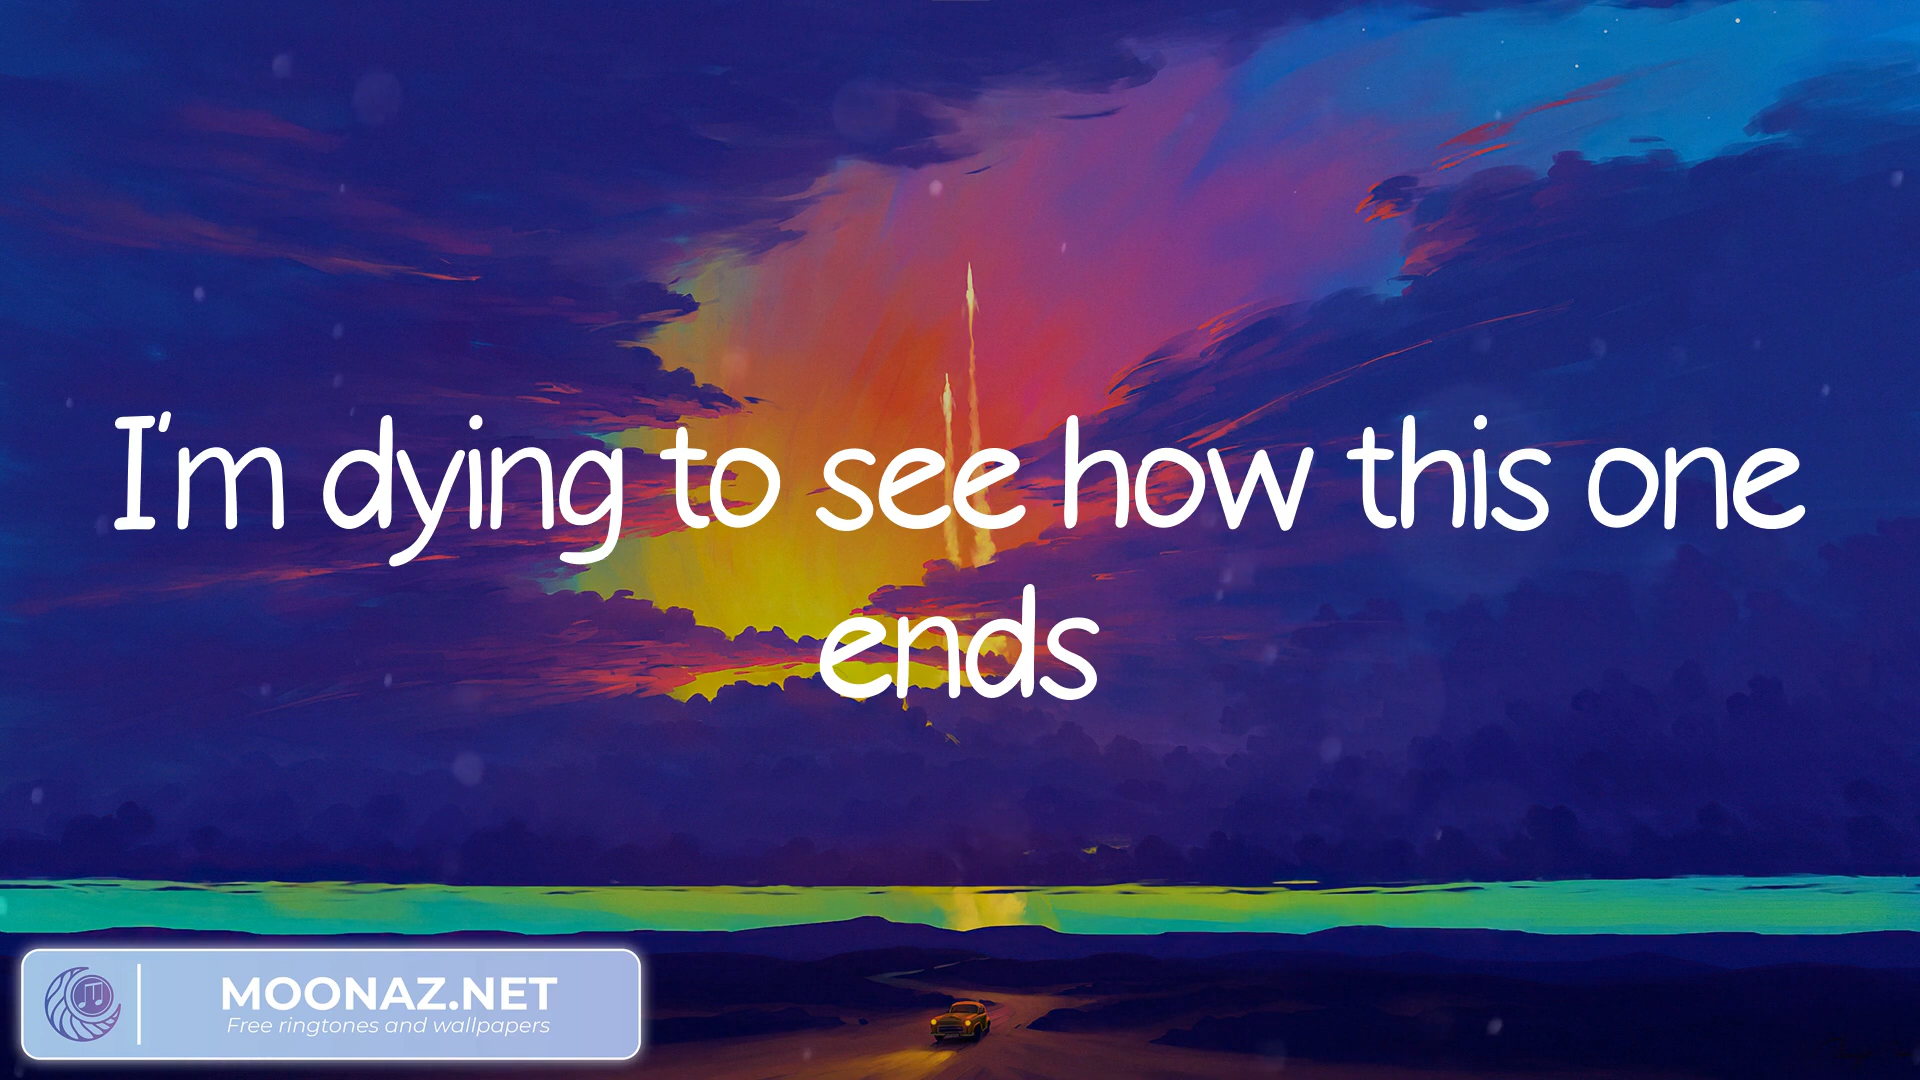 I'm dying to see how this one
ends
MOONAZ.NET
Free ringtones and wallpapers